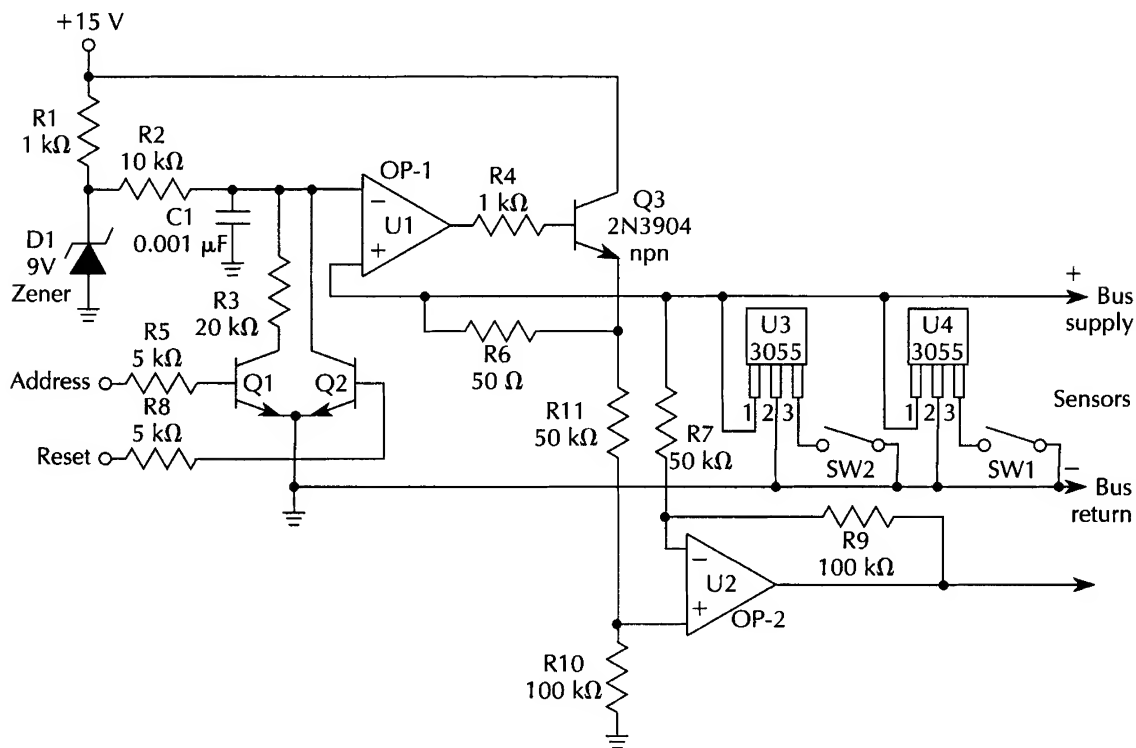 +15 V
R1
1 kΩ
R2
10 kΩ
OP-1
R4
1 kΩ
Q3
2N3904
npn
−
U1
+
C1
0.001 µF
D1
9V
Zener
R3
20 kΩ
+
Bus
supply
U3
3055
U4
3055
R6
50 Ω
R5
5 kΩ
Address
Q1
Q2
R8
5 kΩ
Reset
R11
50 kΩ
R7
50 kΩ
1
2
3
1
2
3
Sensors
SW2
SW1
−
Bus
return
R9
100 kΩ
−
U2
+
OP-2
R10
100 kΩ